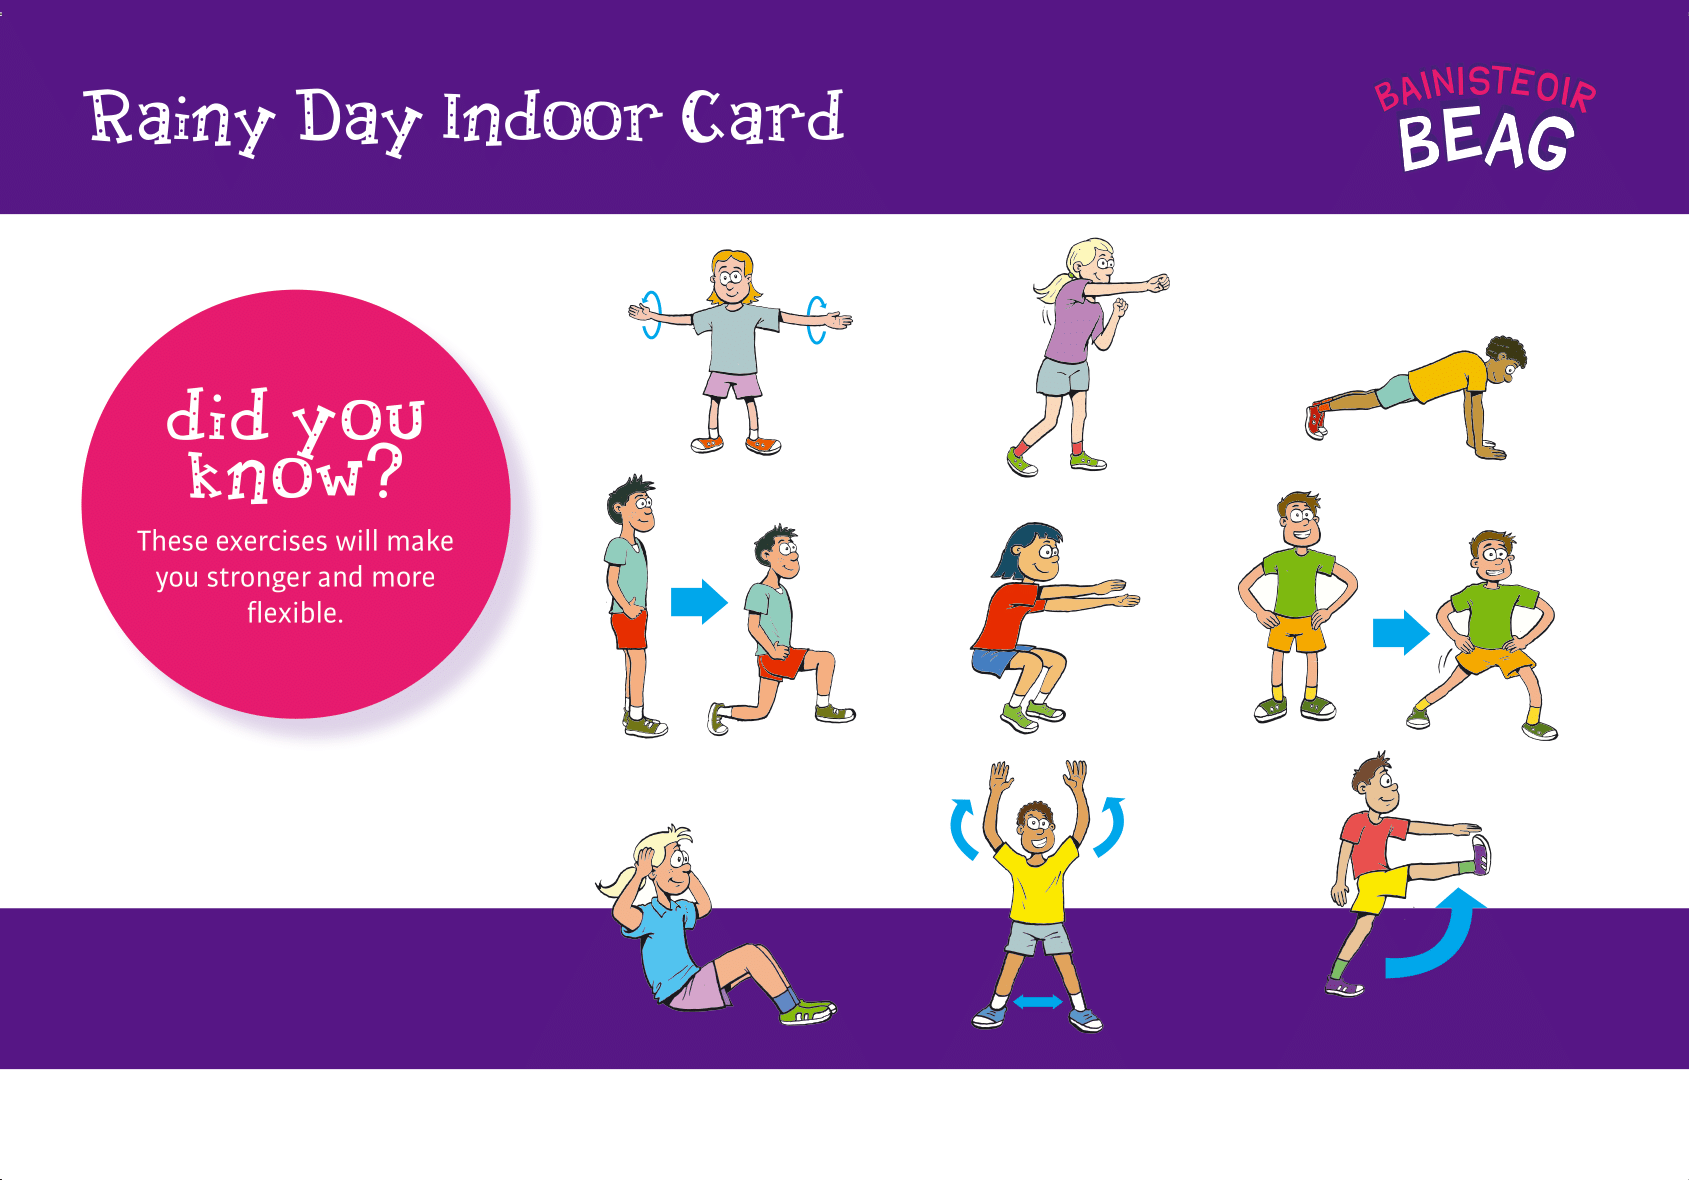 Rainy Day Indoor Card
BAINISTEOIR
BEAG
did you
know?
These exercises will make
you stronger and more
flexible.